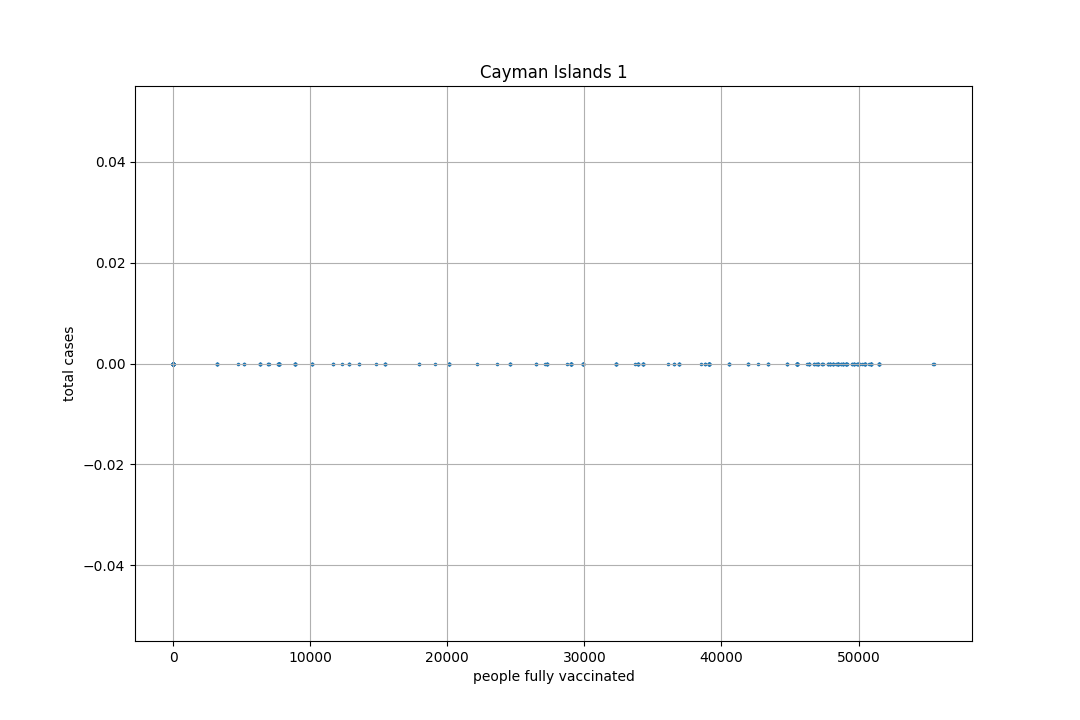 Cayman Islands 1
total cases
0.04
0.02
0.00
−0.02
−0.04
0 10000 20000 30000 40000 50000
people fully vaccinated